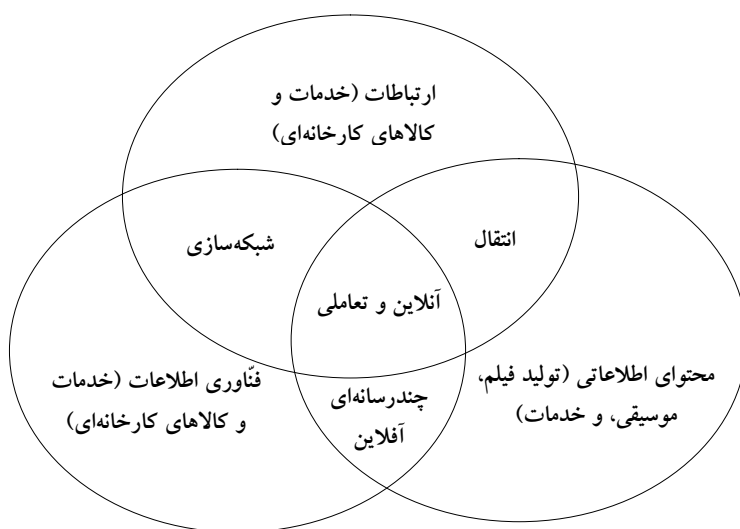 ارتباطات (خدمات و
کالاهای کارخانه‌ای)
شبکه‌سازی
انتقال
آنلاین و تعاملی
فنّاوری اطلاعات (خدمات
و کالاهای کارخانه‌ای)
چندرسانه‌ای
آفلاین
محتوای اطلاعاتی (تولید فیلم،
موسیقی، و خدمات)